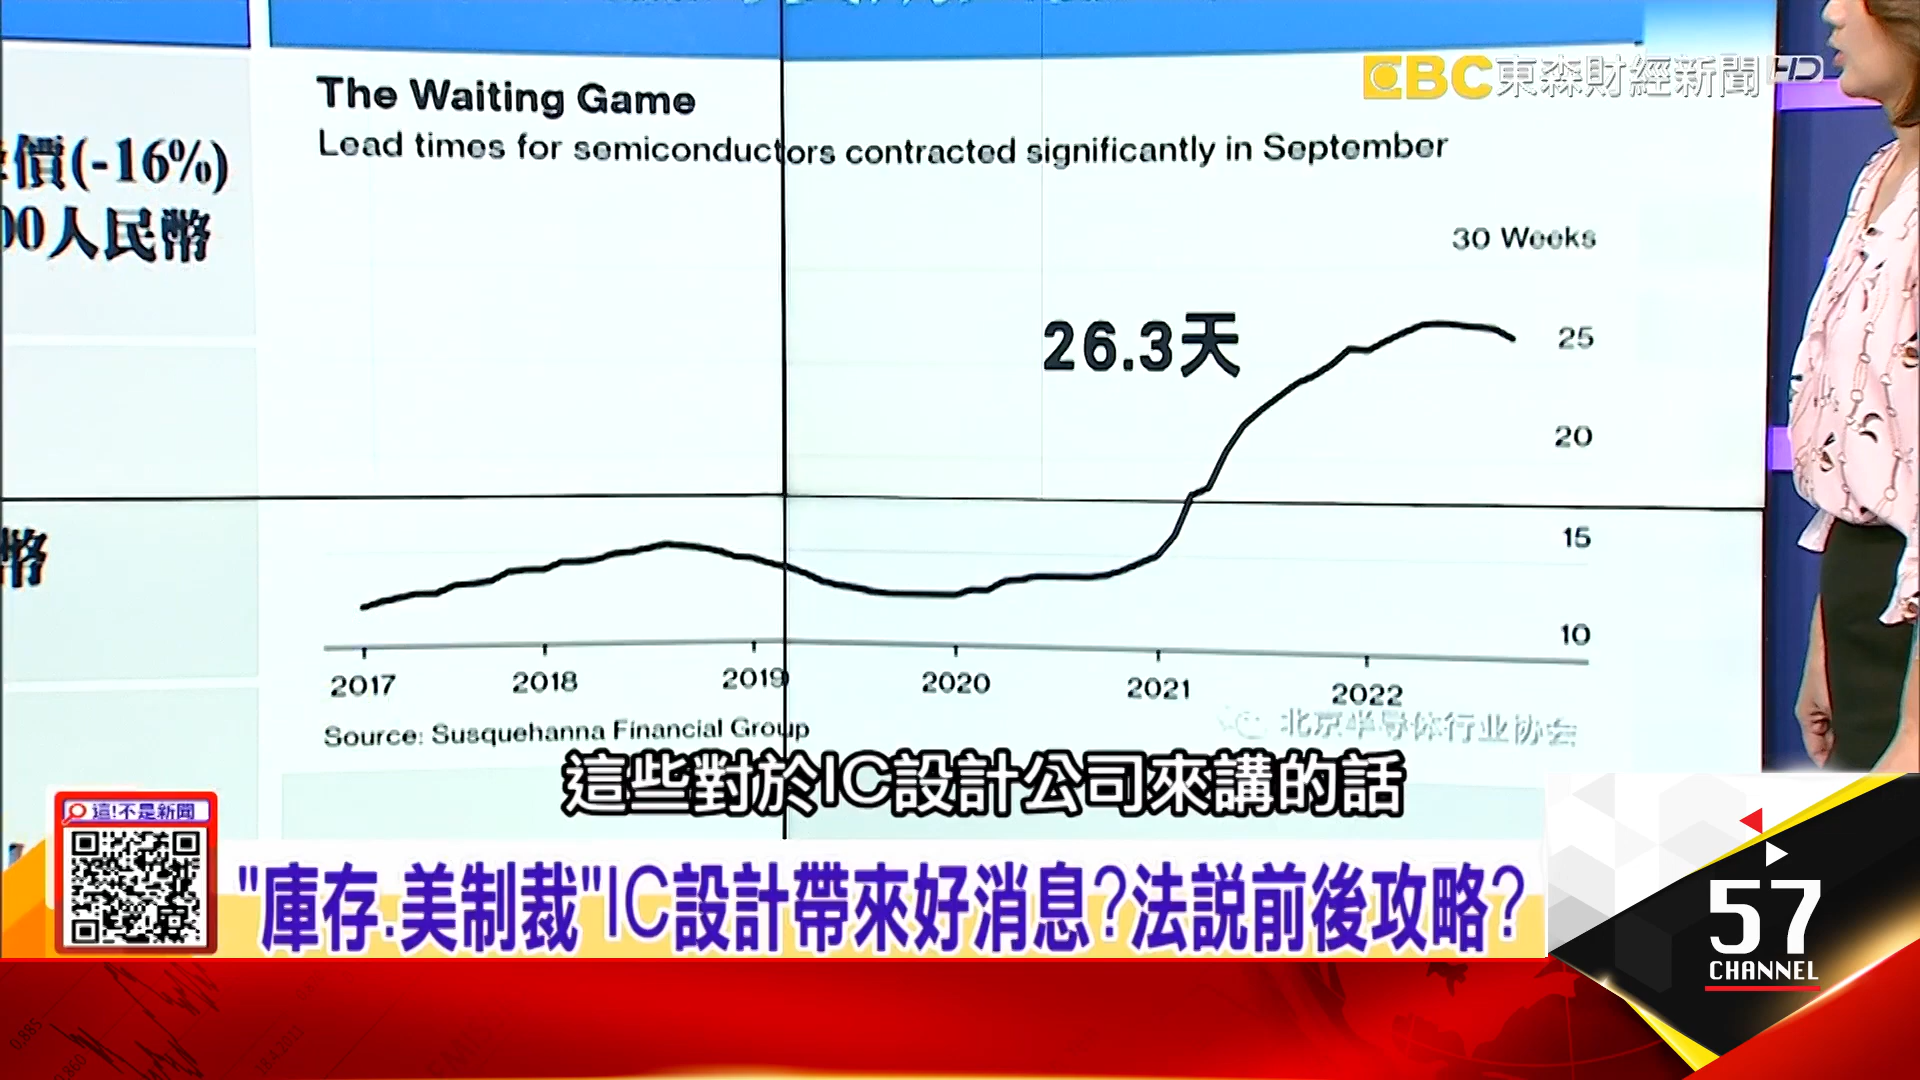 EBC東森財經新聞HD
The Waiting Game
Lead times for semiconductors contracted significantly in September
價(-16%)
00人民幣
幣
30 Weeks
26.3天
25
20
15
10
2017 2018 2019 2020 2021 2022
Source: Susquehanna Financial Group
北京半导体行业协会
這些對於IC設計公司來講的話
這!不是新聞
"庫存.美制裁"IC設計帶來好消息?法說前後攻略?
57
CHANNEL